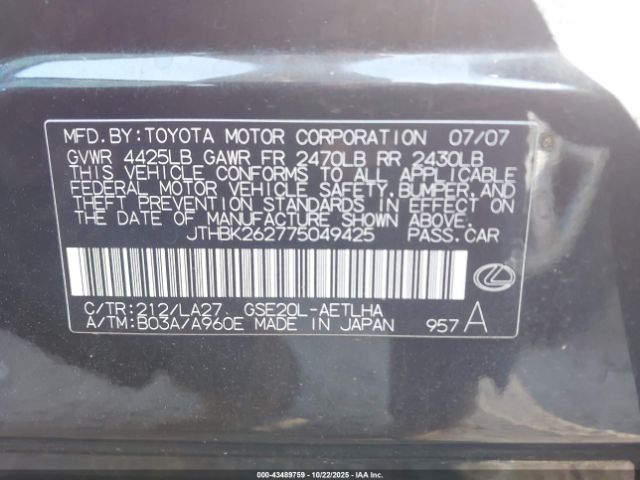 MFD. BY: TOYOTA MOTOR CORPORATION 07/07
GVWR 4425LB GAWR FR 2470LB RR 2430LB
THIS VEHICLE CONFORMS TO ALL APPLICABLE
FEDERAL MOTOR VEHICLE SAFETY, BUMPER, AND
THEFT PREVENTION STANDARDS IN EFFECT ON
THE DATE OF MANUFACTURE SHOWN ABOVE.
JTHBK262775049425 PASS. CAR
C/TR: 212/LA27, GSE20L-AETLHA
A/TM: B03A/A960E MADE IN JAPAN 957 A
000-43489759 - 10/22/2025 - IAAI.COM